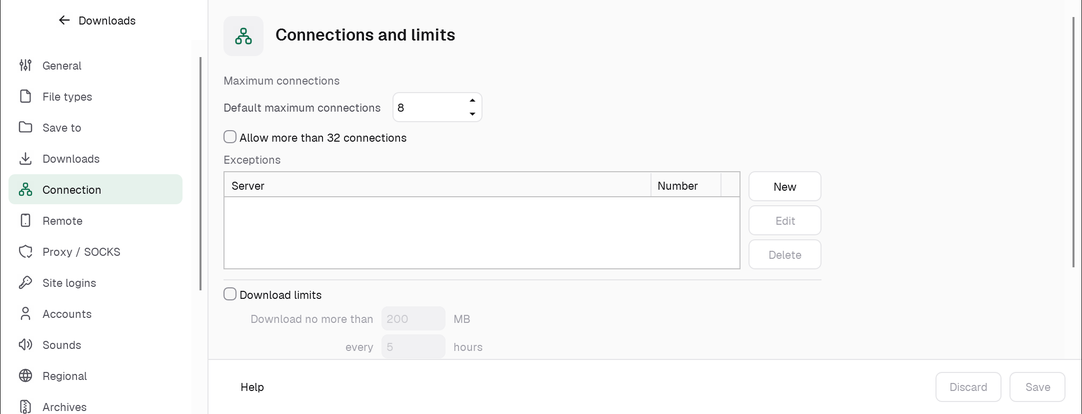 Downloads
General
File types
Save to
Downloads
Connection
Remote
Proxy / SOCKS
Site logins
Accounts
Sounds
Regional
Archives
Connections and limits
Maximum connections
Default maximum connections 8
Allow more than 32 connections
Exceptions
Server Number
New
Edit
Delete
Download limits
Download no more than 200 MB
every 5 hours
Help Discard Save